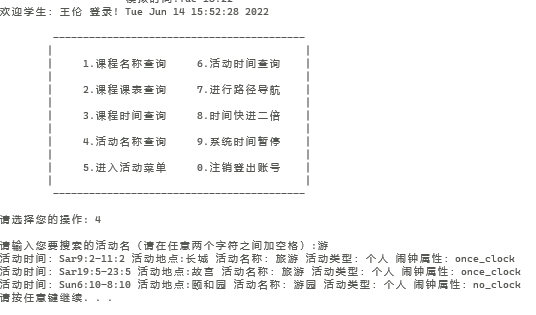 欢迎学生: 王伦 登录! Tue Jun 14 15:52:28 2022
1.课程名称查询 6.活动时间查询
2.课程课表查询 7.进行路径导航
3.课程时间查询 8.时间快进二倍
4.活动名称查询 9.系统时间暂停
5.进入活动菜单 0.注销登出账号
请选择您的操作: 4
请输入您要搜索的活动名(请在任意两个字符之间加空格):游
活动时间: Sar9:2-11:2 活动地点:长城 活动名称: 旅游 活动类型: 个人 闹钟属性: once_clock
活动时间: Sar19:5-23:5 活动地点:故宫 活动名称: 旅游 活动类型: 个人 闹钟属性: once_clock
活动时间: Sun6:10-8:10 活动地点:颐和园 活动名称: 游园 活动类型: 个人 闹钟属性: no_clock
请按任意键继续. . .